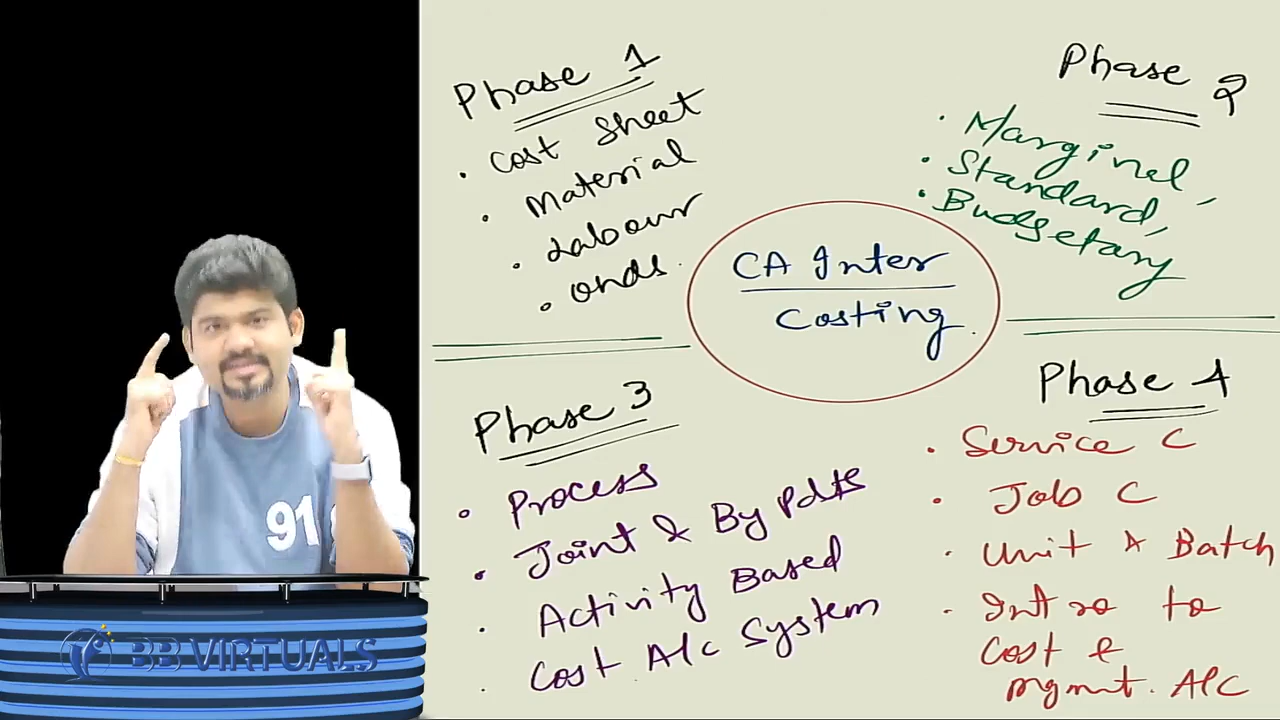 Phase 1
• Cost Sheet
• Material
• Labour
• OHDs.
Phase 2
• Marginal,
• Standard,
• Budgetary
CA Inter
Costing.
Phase 3
• Process
• Joint & By Pdts
• Activity Based
• Cost A/c System
Phase 4
• Service C
• Job C
• Unit & Batch
• Intro to
Cost &
Mgmt. A/C
91
BB VIRTUALS